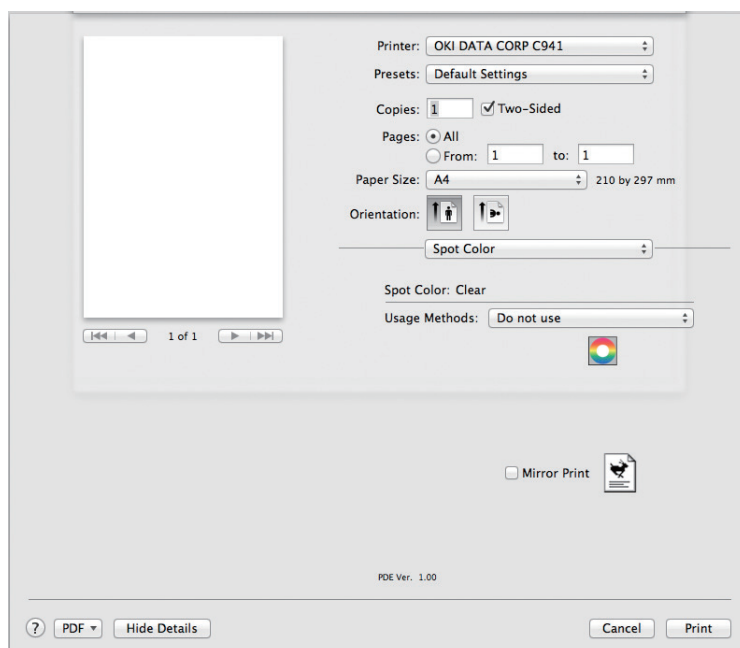 Printer: OKI DATA CORP C941
Presets: Default Settings
Copies: 1 Two-Sided
Pages: All
From: 1 to: 1
Paper Size: A4 210 by 297 mm
Orientation:
Spot Color
Spot Color: Clear
Usage Methods: Do not use
1 of 1
Mirror Print
PDE Ver. 1.00
? PDF Hide Details Cancel Print